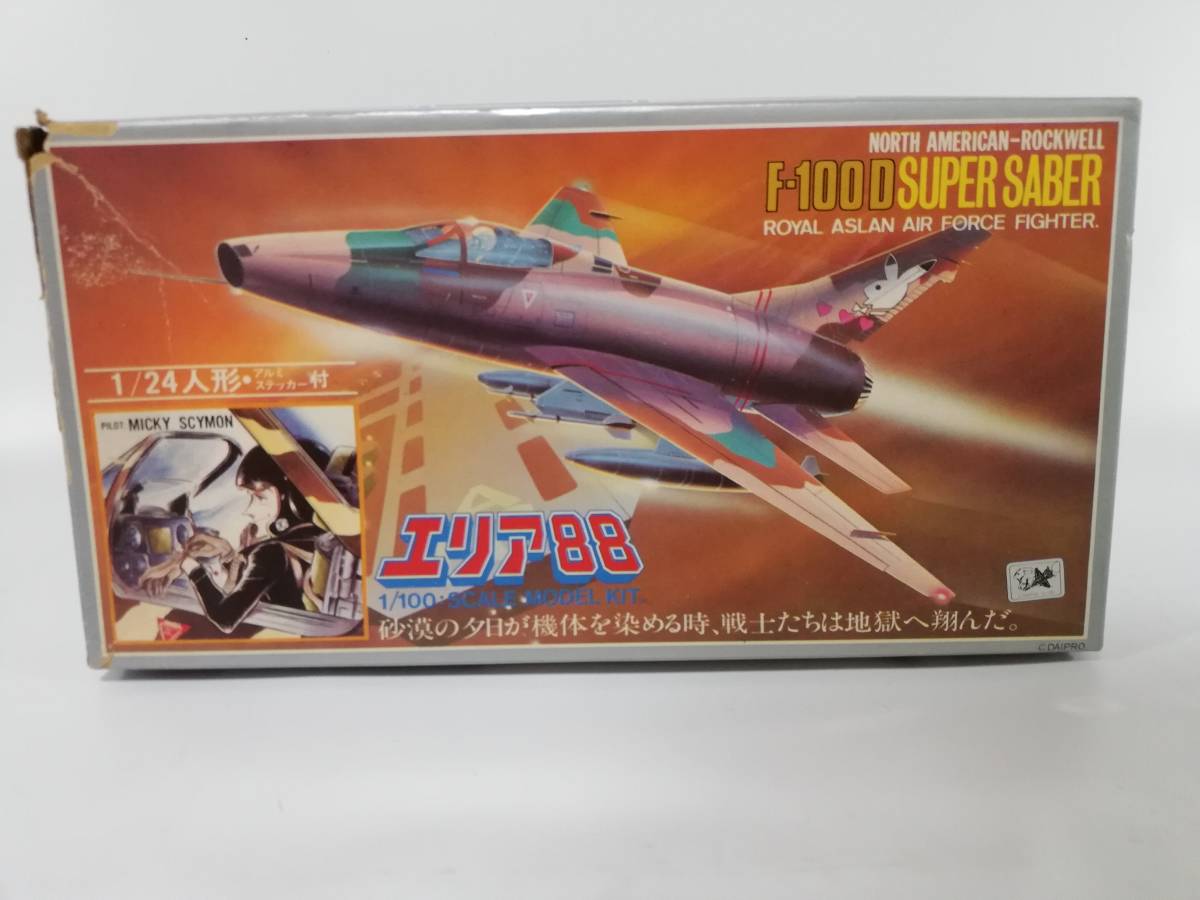 NORTH AMERICAN-ROCKWELL
F-100D SUPER SABER
ROYAL ASLAN AIR FORCE FIGHTER.
1/24人形・アルミステッカー付
PILOT MICKY SCYMON
エリア88
1/100 SCALE MODEL KIT
砂漠の夕日が機体を染める時、戦士たちは地獄へ翔んだ。
C.DAIPRO